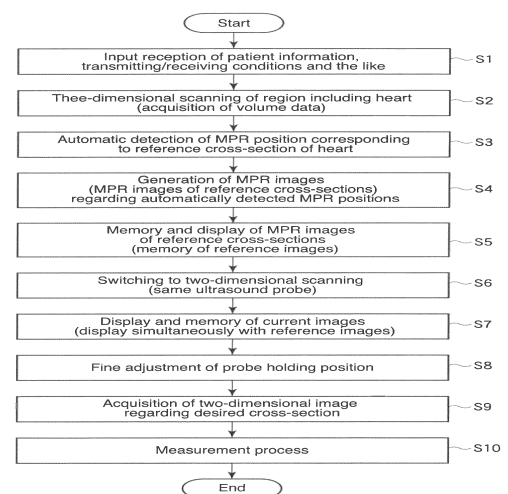 Start
Input reception of patient information,
transmitting/receiving conditions and the like
S1
Thee-dimensional scanning of region including heart
(acquisition of volume data)
S2
Automatic detection of MPR position corresponding
to reference cross-section of heart
S3
Generation of MPR images
(MPR images of reference cross-sections)
regarding automatically detected MPR positions
S4
Memory and display of MPR images
of reference cross-sections
(memory of reference images)
S5
Switching to two-dimensional scanning
(same ultrasound probe)
S6
Display and memory of current images
(display simultaneously with reference images)
S7
Fine adjustment of probe holding position
S8
Acquisition of two-dimensional image
regarding desired cross-section
S9
Measurement process
S10
End